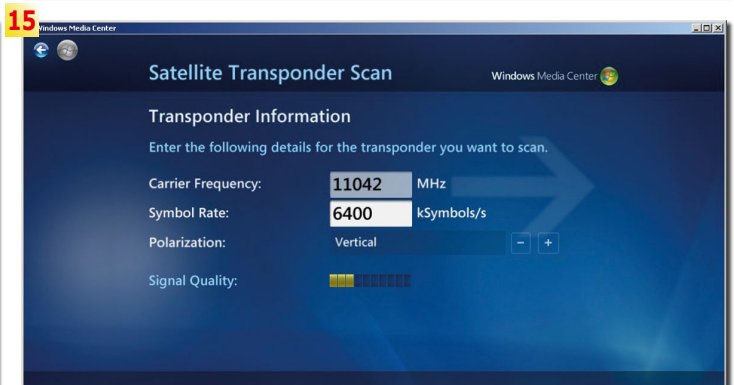 15
Windows Media Center
Satellite Transponder Scan
Windows Media Center
Transponder Information
Enter the following details for the transponder you want to scan.
Carrier Frequency: 11042 MHz
Symbol Rate: 6400 kSymbols/s
Polarization: Vertical - +
Signal Quality: